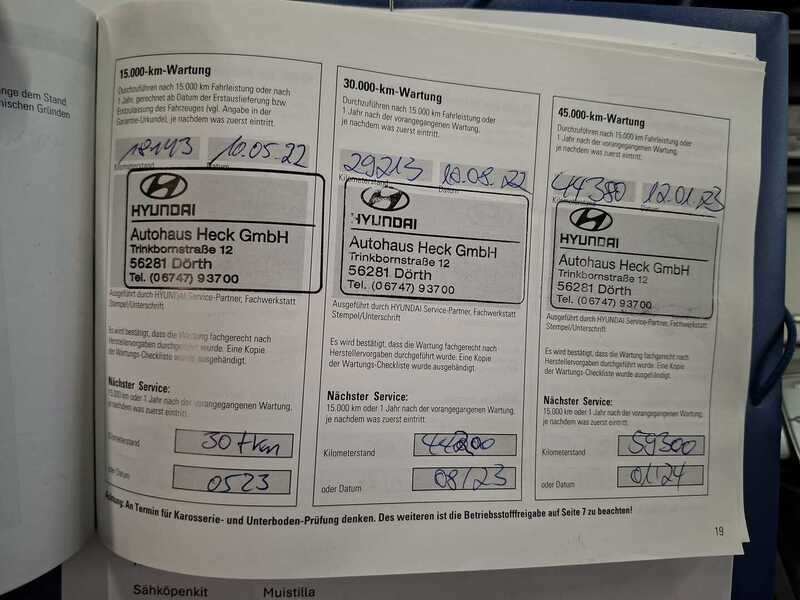 nge dem Stand
nischen Gründen
15.000-km-Wartung
Durchzuführen nach 15.000 km Fahrleistung oder nach
1 Jahr, gerechnet ab Datum der Erstauslieferung bzw.
Erstzulassung des Fahrzeuges (vgl. Angabe in der
Garantie-Urkunde), je nachdem was zuerst eintritt.
18143 10.05.22
Kilometerstand Datum
HYUNDAI
Autohaus Heck GmbH
Trinkbornstraße 12
56281 Dörth
Tel. (06747) 93700
Ausgeführt durch HYUNDAI Service-Partner, Fachwerkstatt
Stempel/Unterschrift
Es wird bestätigt, dass die Wartung fachgerecht nach
Herstellervorgaben durchgeführt wurde. Eine Kopie
der Wartungs-Checkliste wurde ausgehändigt.
Nächster Service:
15.000 km oder 1 Jahr nach der vorangegangenen Wartung,
je nachdem was zuerst eintritt.
Kilometerstand 30 tkm
oder Datum 0523
30.000-km-Wartung
Durchzuführen nach 15.000 km Fahrleistung oder
1 Jahr nach der vorangegangenen Wartung,
je nachdem was zuerst eintritt.
29213 10.08.22
Kilometerstand Datum
HYUNDAI
Autohaus Heck GmbH
Trinkbornstraße 12
56281 Dörth
Tel. (06747) 93700
Ausgeführt durch HYUNDAI Service-Partner, Fachwerkstatt
Stempel/Unterschrift
Es wird bestätigt, dass die Wartung fachgerecht nach
Herstellervorgaben durchgeführt wurde. Eine Kopie
der Wartungs-Checkliste wurde ausgehändigt.
Nächster Service:
15.000 km oder 1 Jahr nach der vorangegangenen Wartung,
je nachdem was zuerst eintritt.
Kilometerstand 44200
oder Datum 08/23
45.000-km-Wartung
Durchzuführen nach 15.000 km Fahrleistung oder
1 Jahr nach der vorangegangenen Wartung,
je nachdem was zuerst eintritt.
44380 12.01.23
Kilometerstand Datum
HYUNDAI
Autohaus Heck GmbH
Trinkbornstraße 12
56281 Dörth
Tel. (06747) 93700
Ausgeführt durch HYUNDAI Service-Partner, Fachwerkstatt
Stempel/Unterschrift
Es wird bestätigt, dass die Wartung fachgerecht nach
Herstellervorgaben durchgeführt wurde. Eine Kopie
der Wartungs-Checkliste wurde ausgehändigt.
Nächster Service:
15.000 km oder 1 Jahr nach der vorangegangenen Wartung,
je nachdem was zuerst eintritt.
Kilometerstand 59300
oder Datum 01/24
Achtung: An Termin für Karosserie- und Unterboden-Prüfung denken. Des weiteren ist die Betriebsstofffreigabe auf Seite 7 zu beachten!
19
Sähköpenkit Muistilla